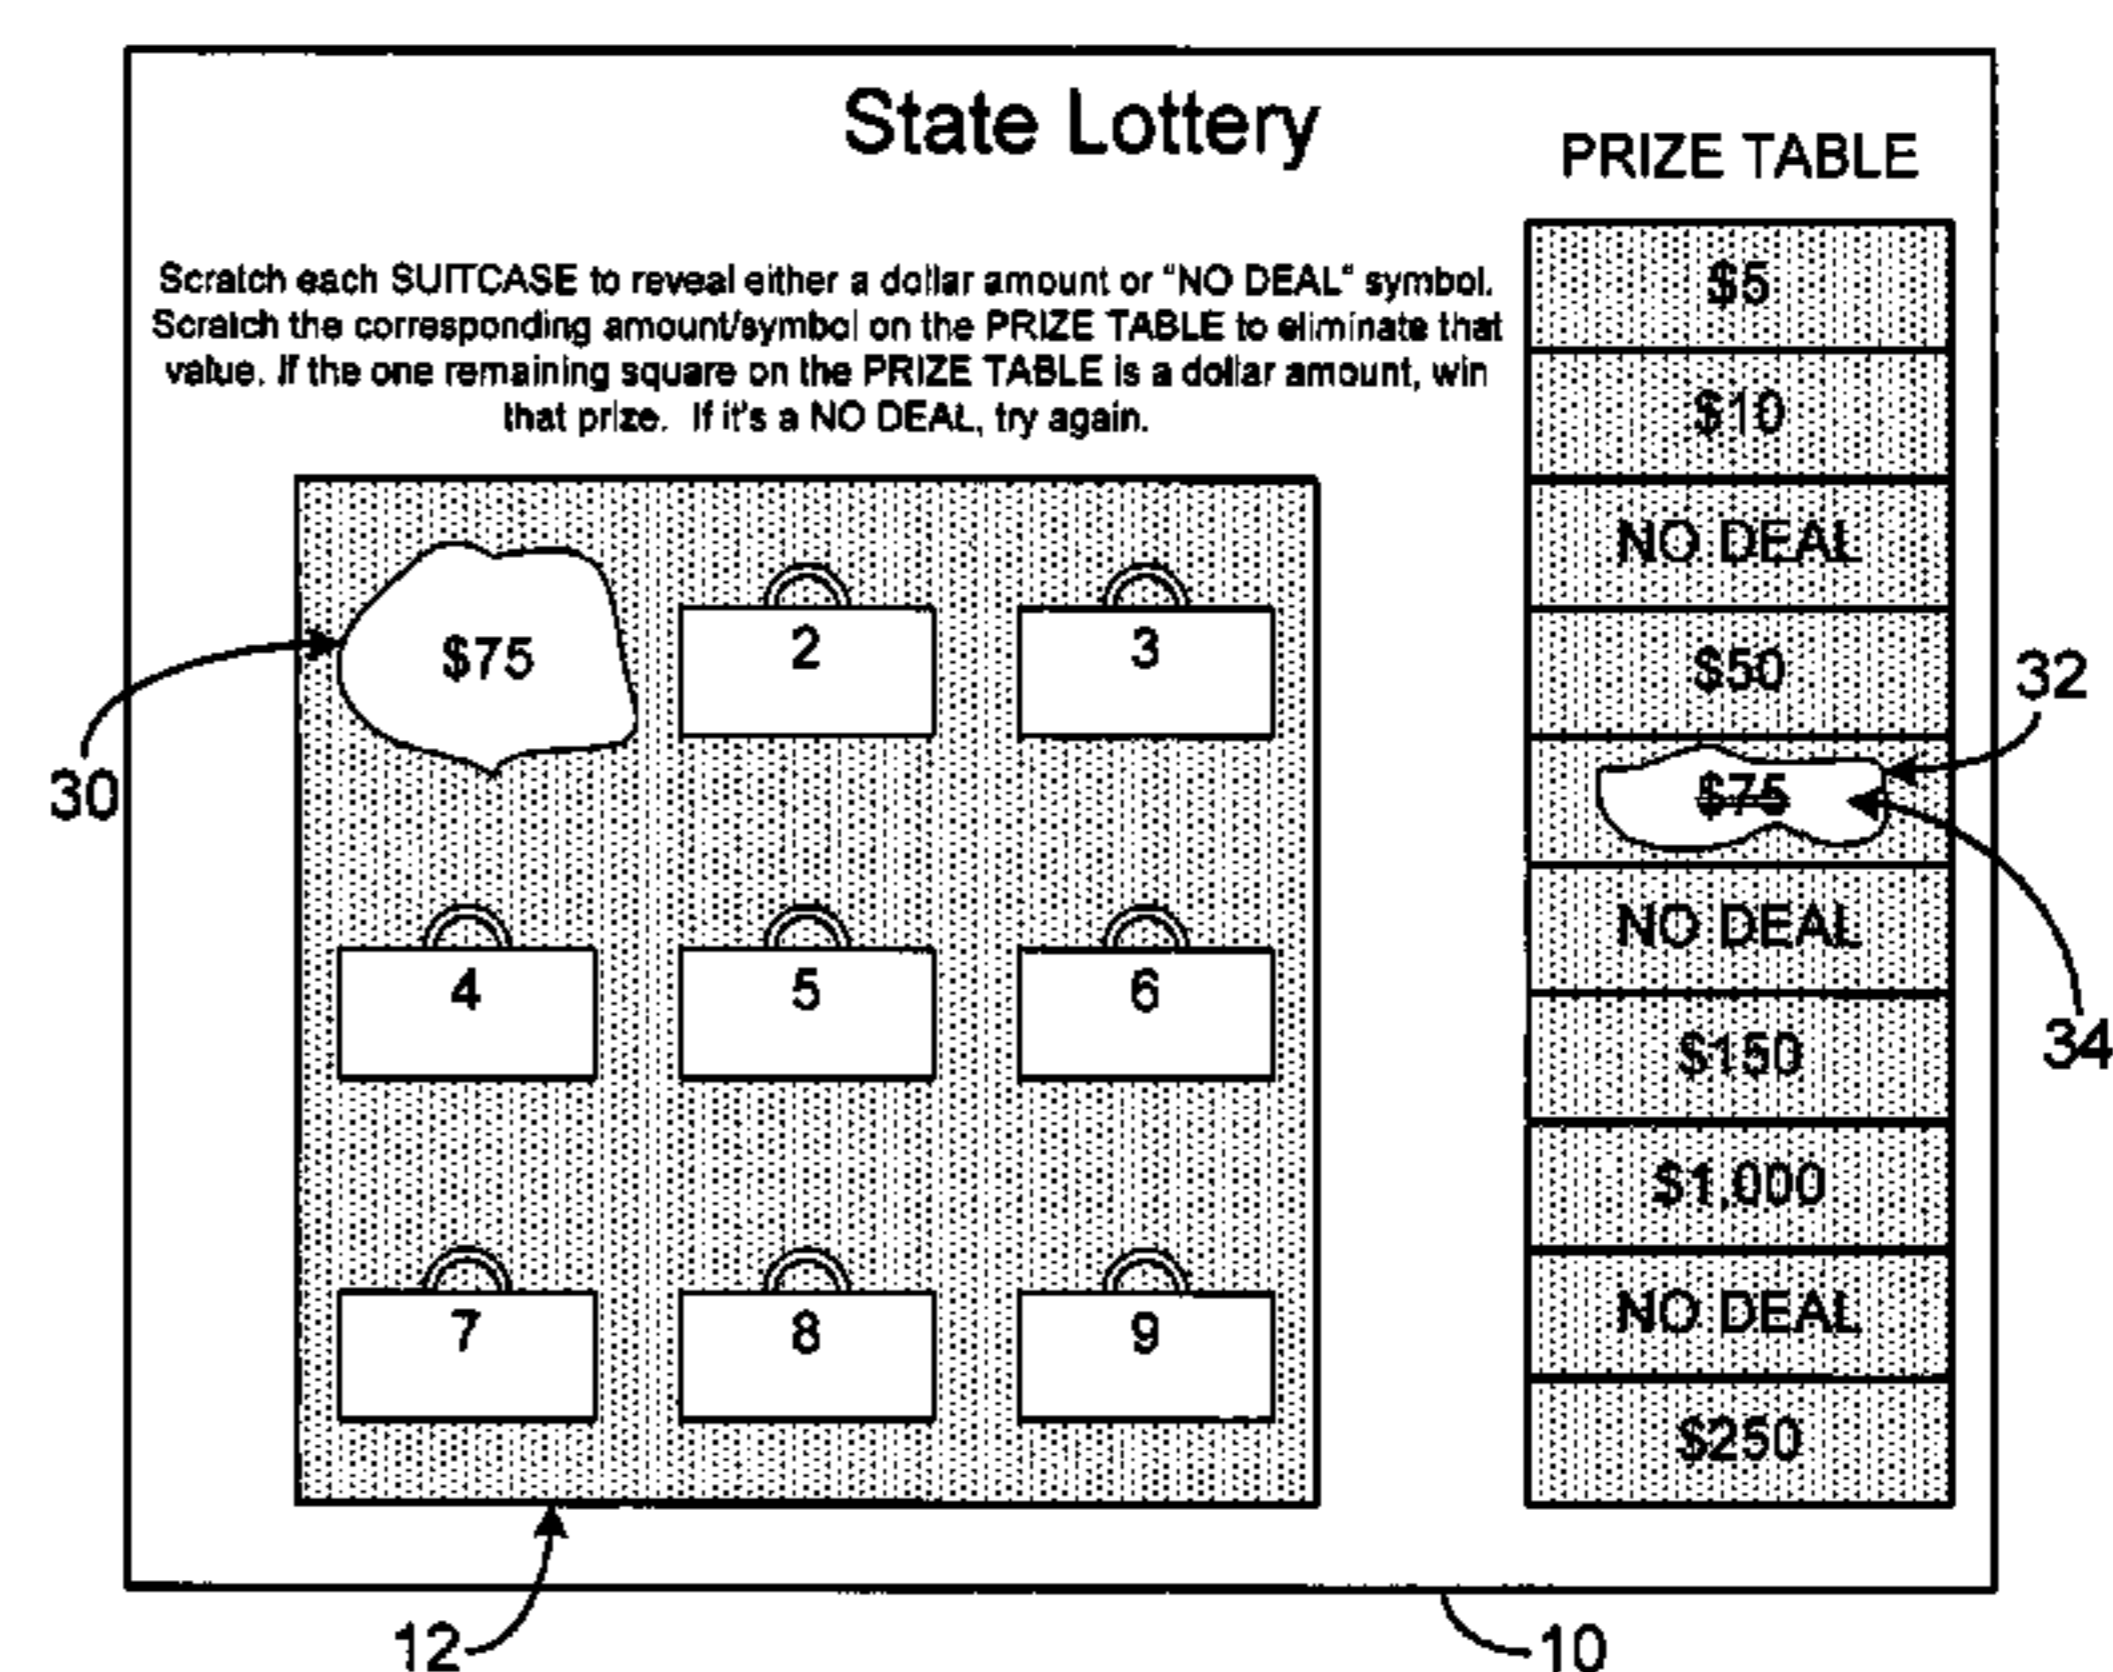 State Lottery
PRIZE TABLE
Scratch each SUITCASE to reveal either a dollar amount or "NO DEAL" symbol.
Scratch the corresponding amount/symbol on the PRIZE TABLE to eliminate that
value. If the one remaining square on the PRIZE TABLE is a dollar amount, win
that prize. If it's a NO DEAL, try again.
$75
2
3
4
5
6
7
8
9
$5
$10
NO DEAL
$50
$75
NO DEAL
$150
$1,000
NO DEAL
$250
30
32
34
12
10